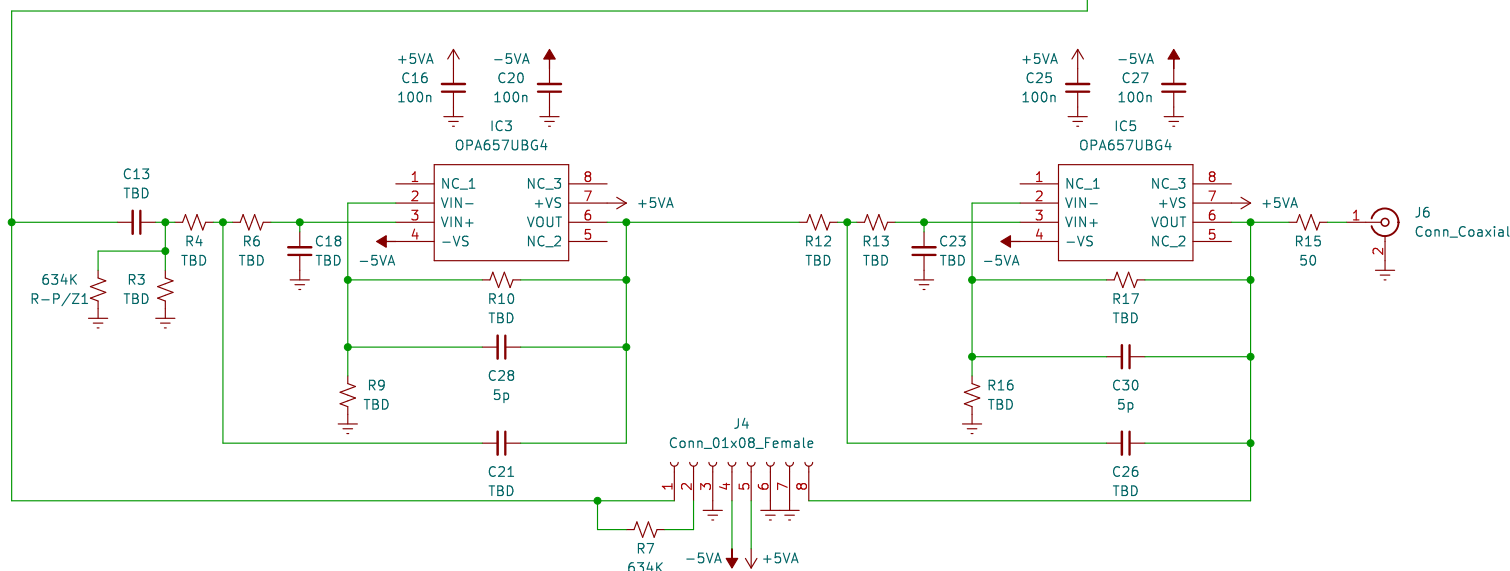 +5VA
C16
100n
-5VA
C20
100n
+5VA
C25
100n
-5VA
C27
100n
IC3
OPA657UBG4
IC5
OPA657UBG4
C13
TBD
1 NC_1 NC_3 8
2 VIN- +VS 7 +5VA
3 VIN+ VOUT 6
4 -VS NC_2 5
-5VA
1 NC_1 NC_3 8
2 VIN- +VS 7 +5VA
3 VIN+ VOUT 6
4 -VS NC_2 5
-5VA
R4
TBD
R6
TBD
C18
TBD
R12
TBD
R13
TBD
C23
TBD
R15
50
1
2
J6
Conn_Coaxial
634K
R-P/Z1
R3
TBD
R10
TBD
R17
TBD
C28
5p
C30
5p
R9
TBD
R16
TBD
J4
Conn_01x08_Female
C21
TBD
C26
TBD
1 2 3 4 5 6 7 8
R7
634K
-5VA
+5VA